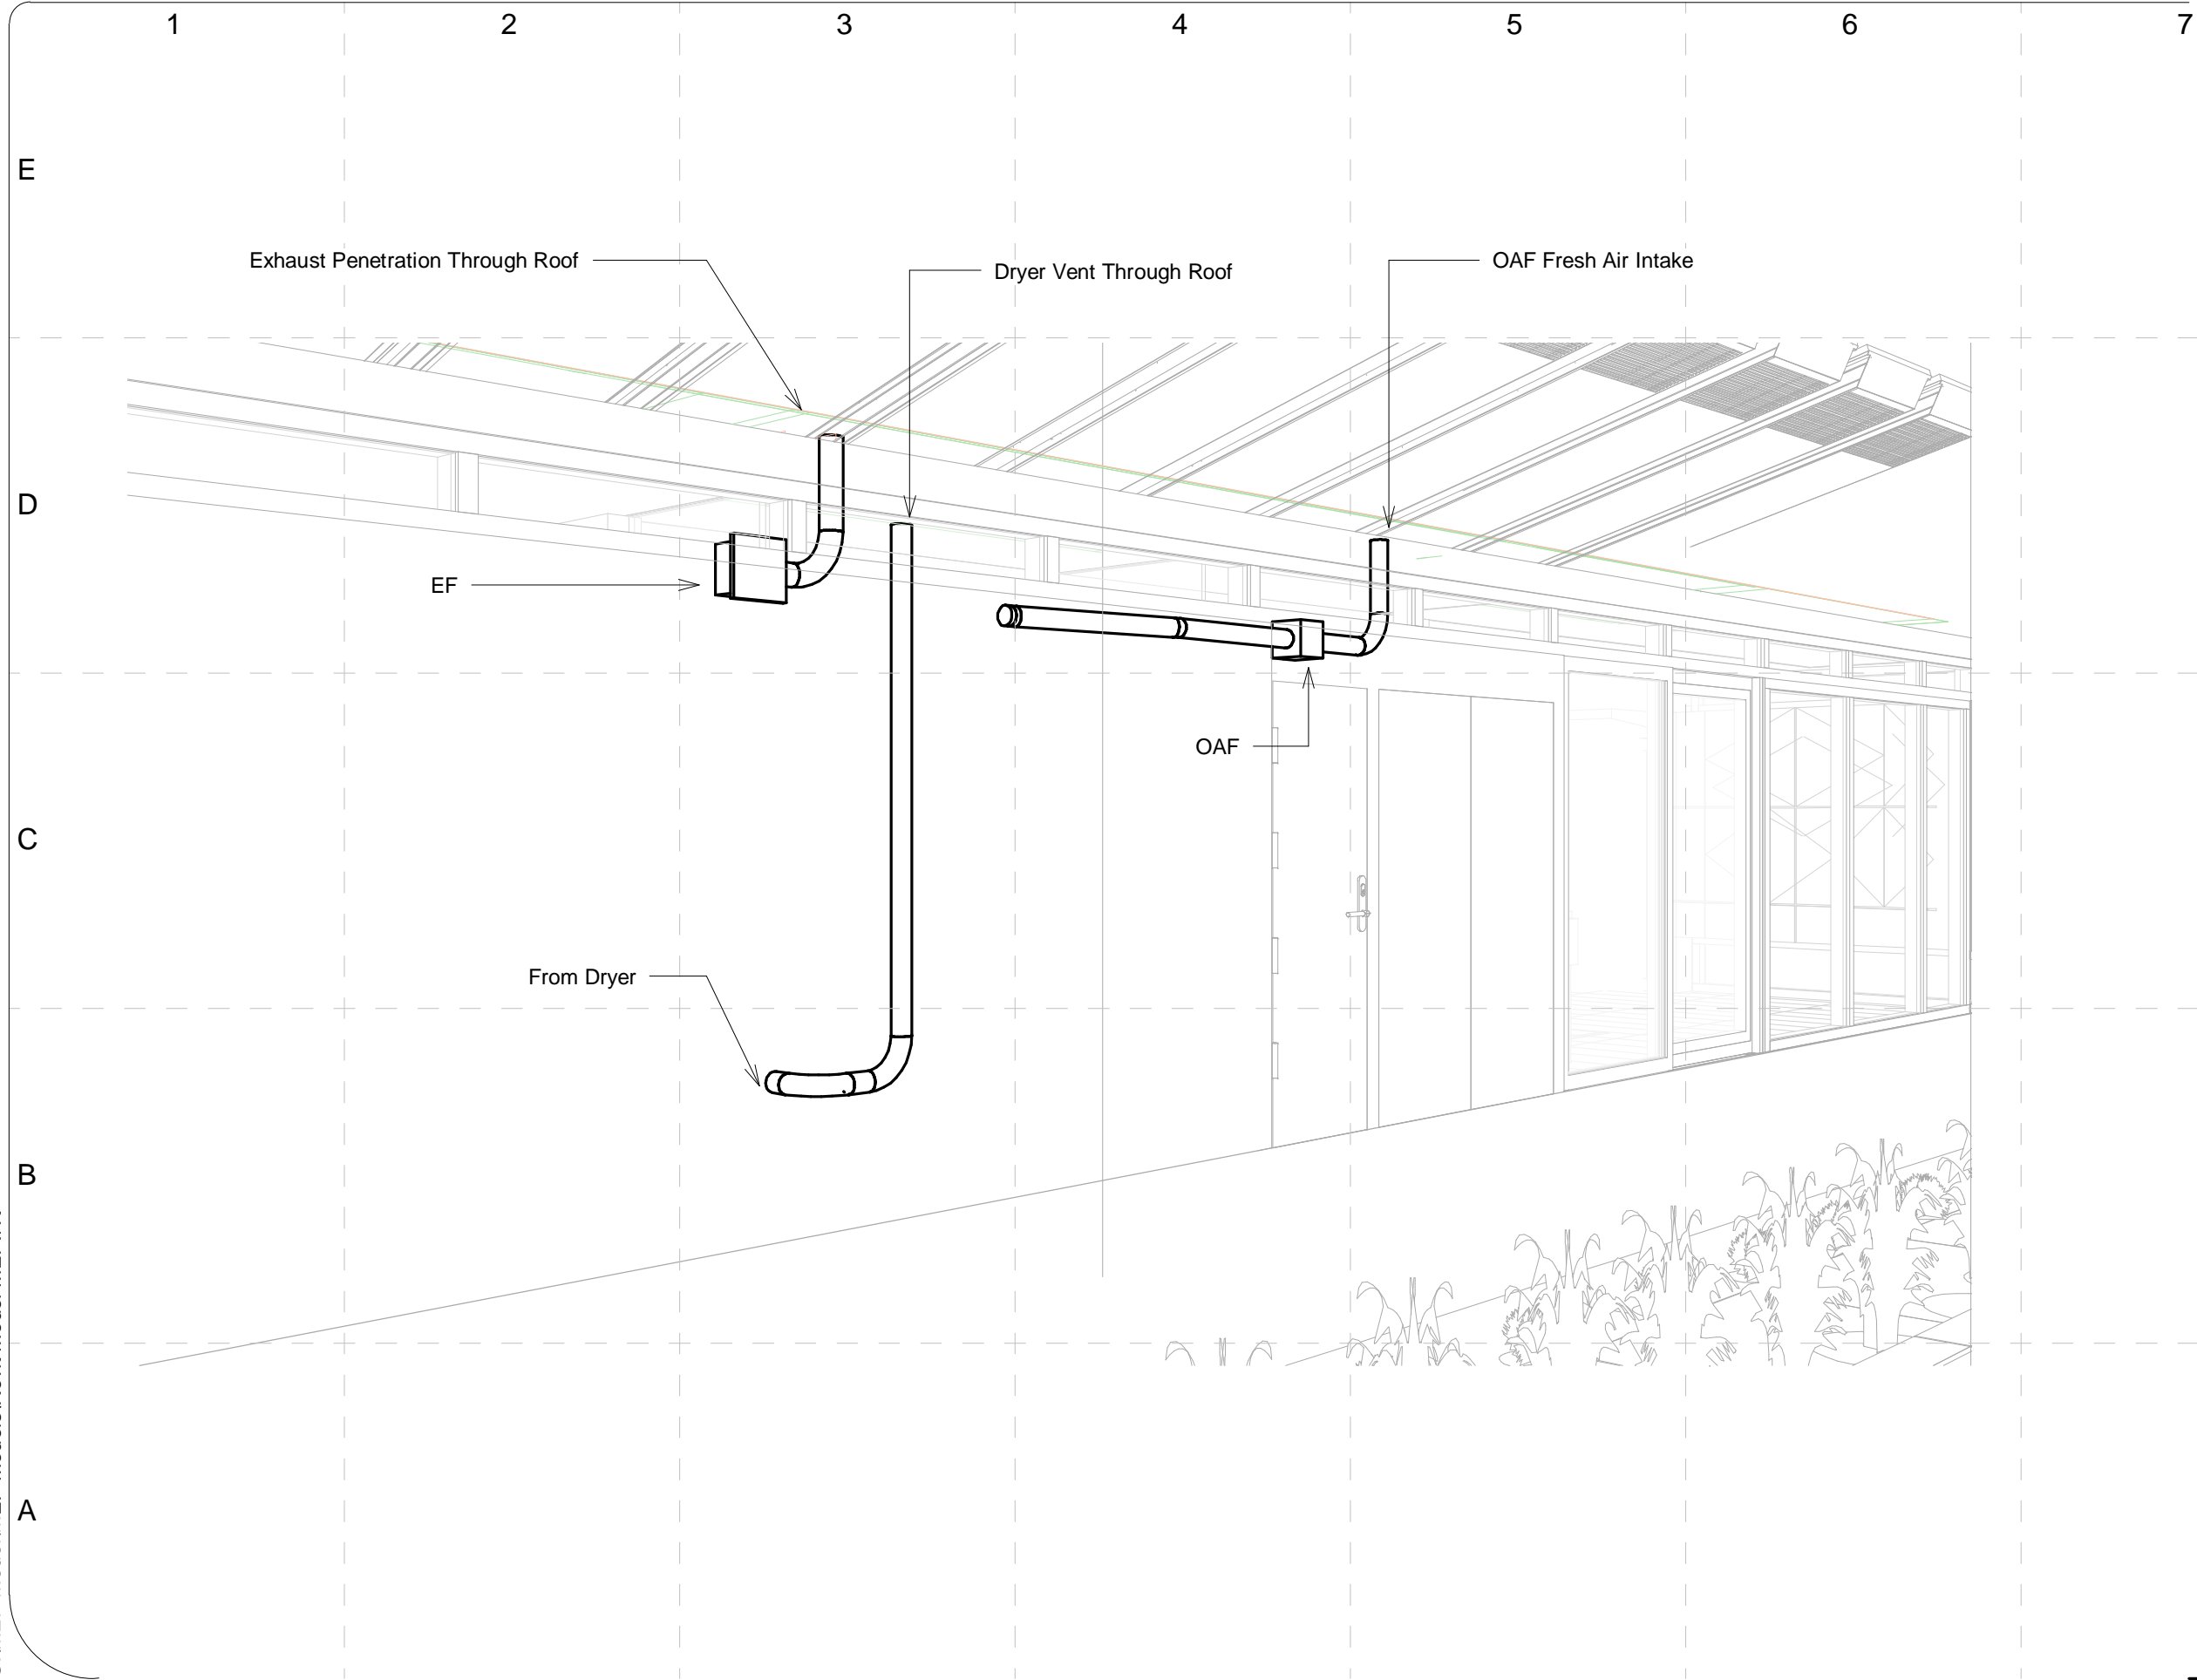 1 2 3 4 5 6 7
E
Exhaust Penetration Through Roof
Dryer Vent Through Roof
OAF Fresh Air Intake
D
EF
OAF
C
From Dryer
B
A